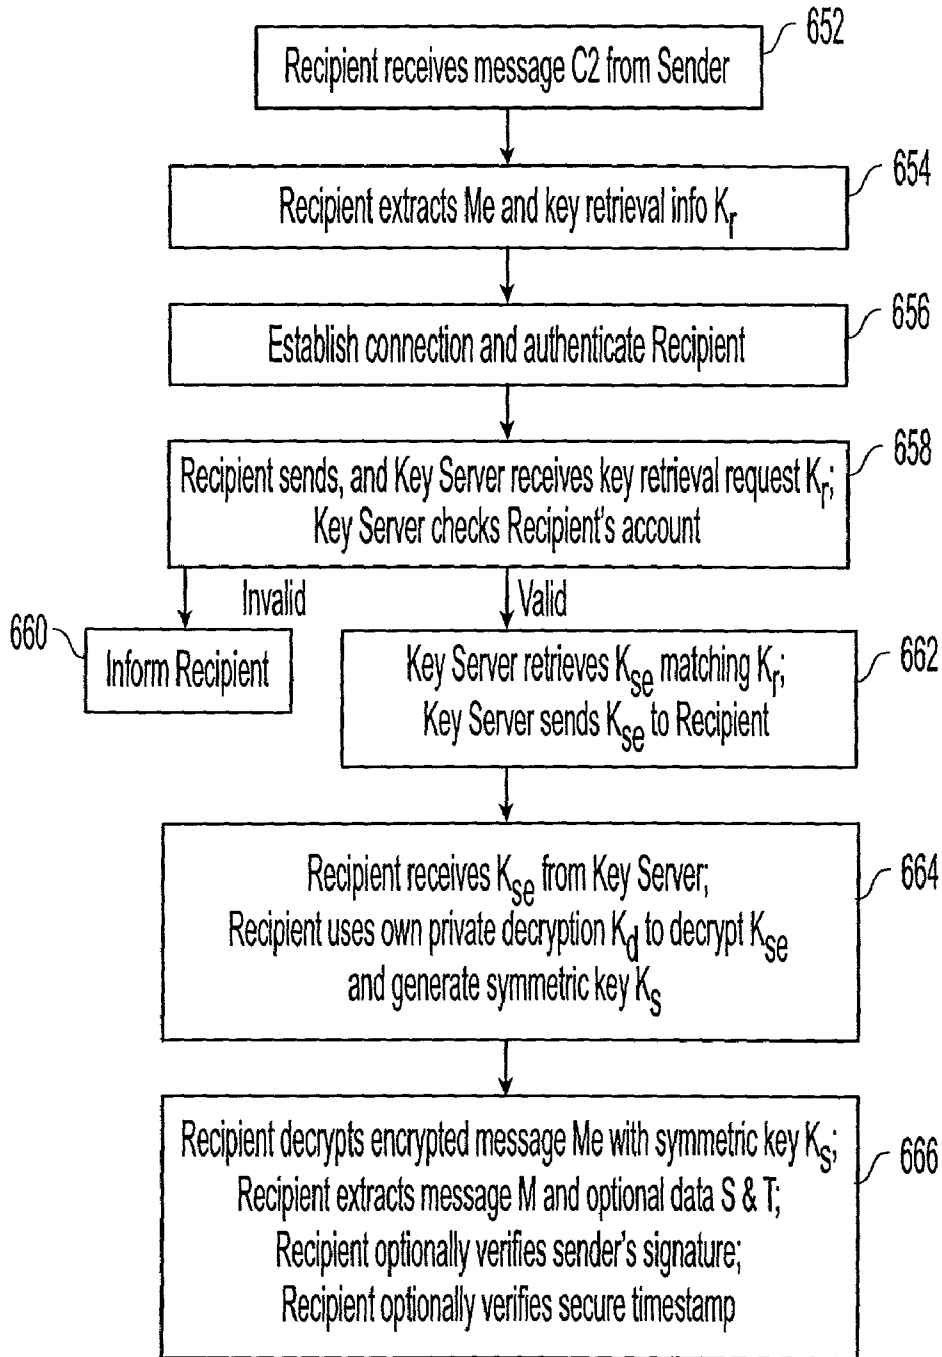 652
Recipient receives message C2 from Sender
654
Recipient extracts Me and key retrieval info Kr
656
Establish connection and authenticate Recipient
658
Recipient sends, and Key Server receives key retrieval request Kr;
Key Server checks Recipient's account
Invalid
Valid
660
Inform Recipient
662
Key Server retrieves Kse matching Kr;
Key Server sends Kse to Recipient
664
Recipient receives Kse from Key Server;
Recipient uses own private decryption Kd to decrypt Kse
and generate symmetric key Ks
666
Recipient decrypts encrypted message Me with symmetric key Ks;
Recipient extracts message M and optional data S & T;
Recipient optionally verifies sender's signature;
Recipient optionally verifies secure timestamp